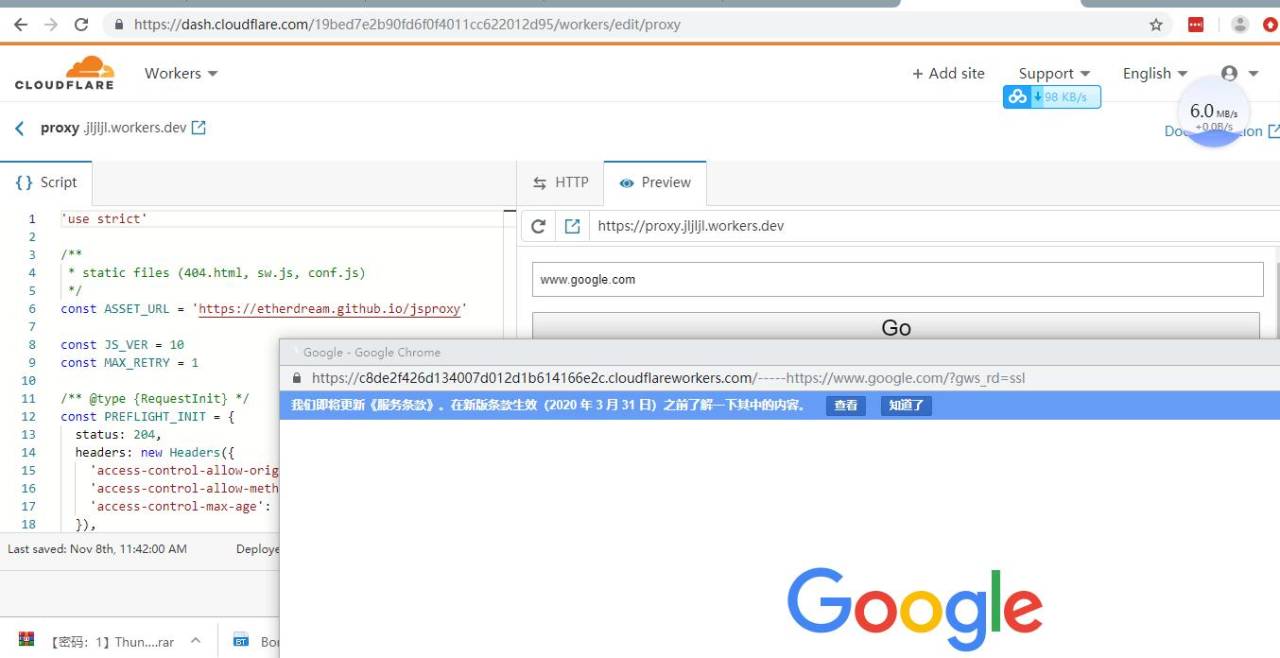 https://dash.cloudflare.com/19bed7e2b90fd6f0f4011cc622012d95/workers/edit/proxy
CLOUDFLARE
Workers
+ Add site
Support
English
98 KB/s
6.0 MB/s
+0.0B/s
proxy .jljljl.workers.dev
{} Script
HTTP
Preview
https://proxy.jljljl.workers.dev
www.google.com
Go
1 'use strict'
2
3 /**
4 * static files (404.html, sw.js, conf.js)
5 */
6 const ASSET_URL = 'https://etherdream.github.io/jsproxy'
7
8 const JS_VER = 10
9 const MAX_RETRY = 1
10
11 /** @type {RequestInit} */
12 const PREFLIGHT_INIT = {
13 status: 204,
14 headers: new Headers({
15 'access-control-allow-orig
16 'access-control-allow-meth
17 'access-control-max-age':
18 }),
Last saved: Nov 8th, 11:42:00 AM
Deploye
Google - Google Chrome
https://c8de2f426d134007d012d1b614166e2c.cloudflareworkers.com/-----https://www.google.com/?gws_rd=ssl
我们即将更新《服务条款》。在新版条款生效（2020 年 3 月 31 日）之前了解一下其中的内容。
查看
知道了
Google
【密码：1】Thun....rar
BT